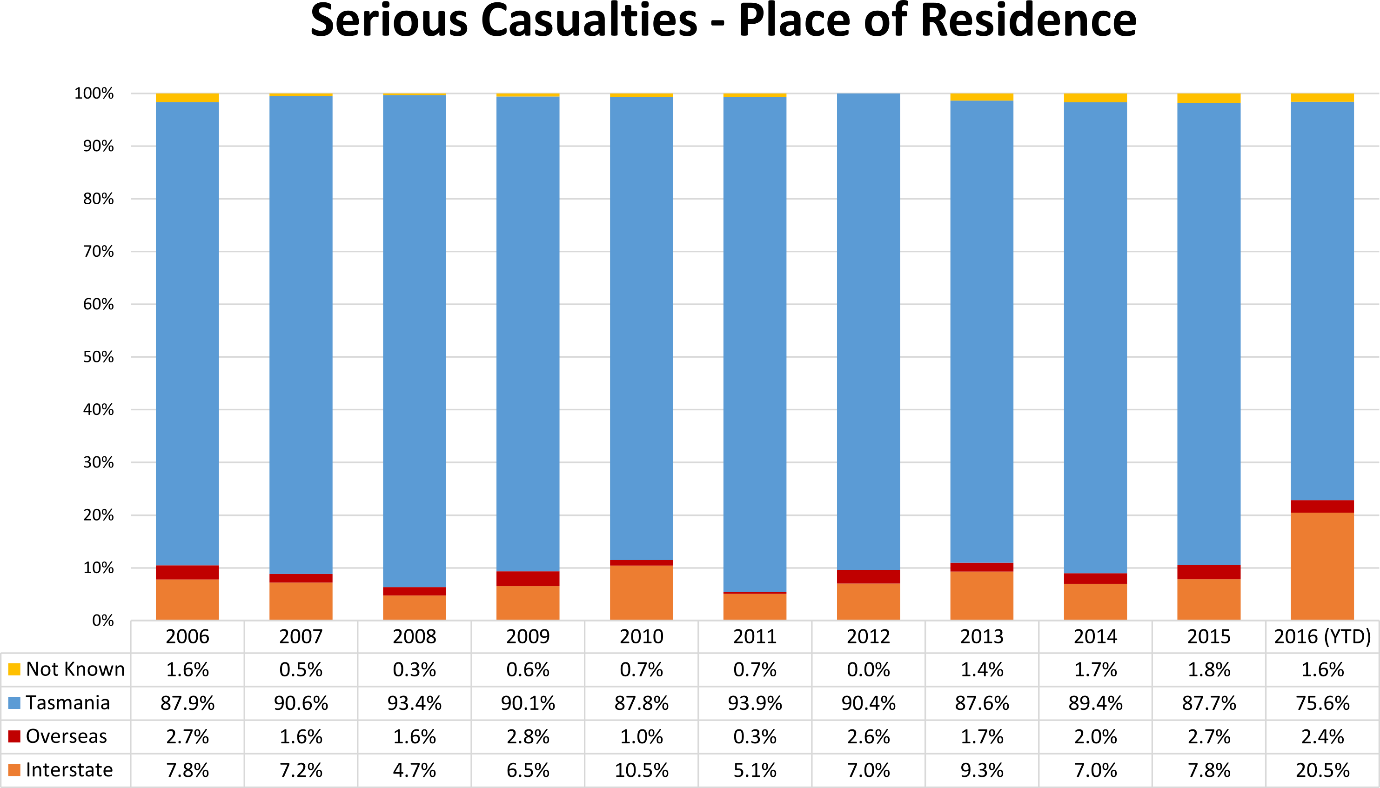 Serious Casualties - Place of Residence
100%
90%
80%
70%
60%
50%
40%
30%
20%
10%
0%
2006 2007 2008 2009 2010 2011 2012 2013 2014 2015 2016 (YTD)
Not Known 1.6% 0.5% 0.3% 0.6% 0.7% 0.7% 0.0% 1.4% 1.7% 1.8% 1.6%
Tasmania 87.9% 90.6% 93.4% 90.1% 87.8% 93.9% 90.4% 87.6% 89.4% 87.7% 75.6%
Overseas 2.7% 1.6% 1.6% 2.8% 1.0% 0.3% 2.6% 1.7% 2.0% 2.7% 2.4%
Interstate 7.8% 7.2% 4.7% 6.5% 10.5% 5.1% 7.0% 9.3% 7.0% 7.8% 20.5%